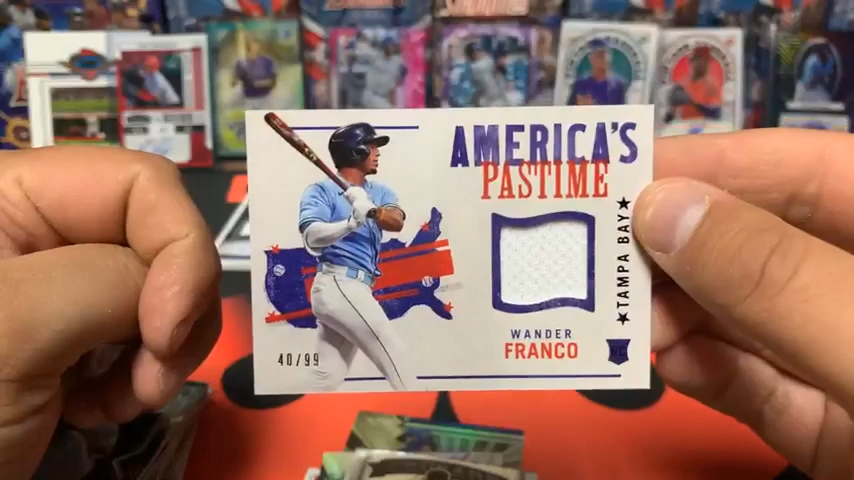 AMERICA'S
PASTIME
★TAMPA BAY★
WANDER
FRANCO
RC
40/99